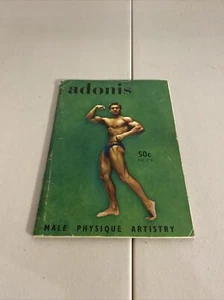 adonis
50c
MALE PHYSIQUE ARTISTRY